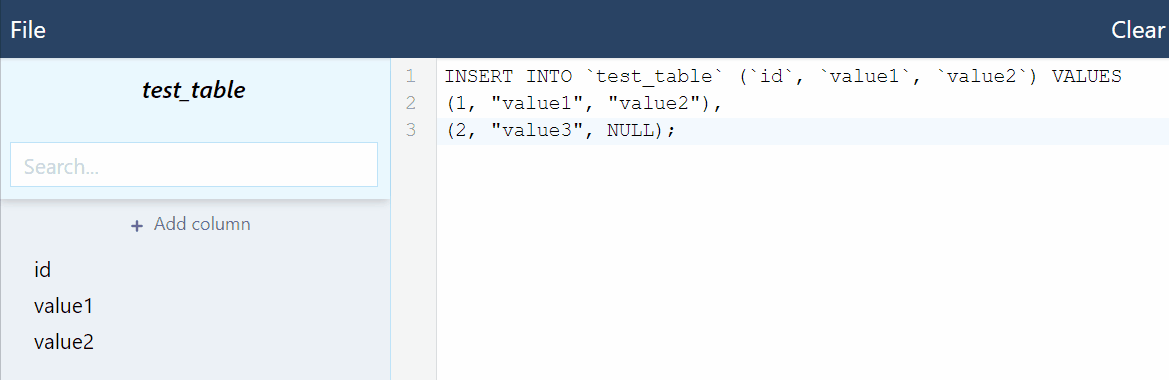 File
Clear
test_table
Search...
+ Add column
id
value1
value2
1 INSERT INTO `test_table` (`id`, `value1`, `value2`) VALUES
2 (1, "value1", "value2"),
3 (2, "value3", NULL);